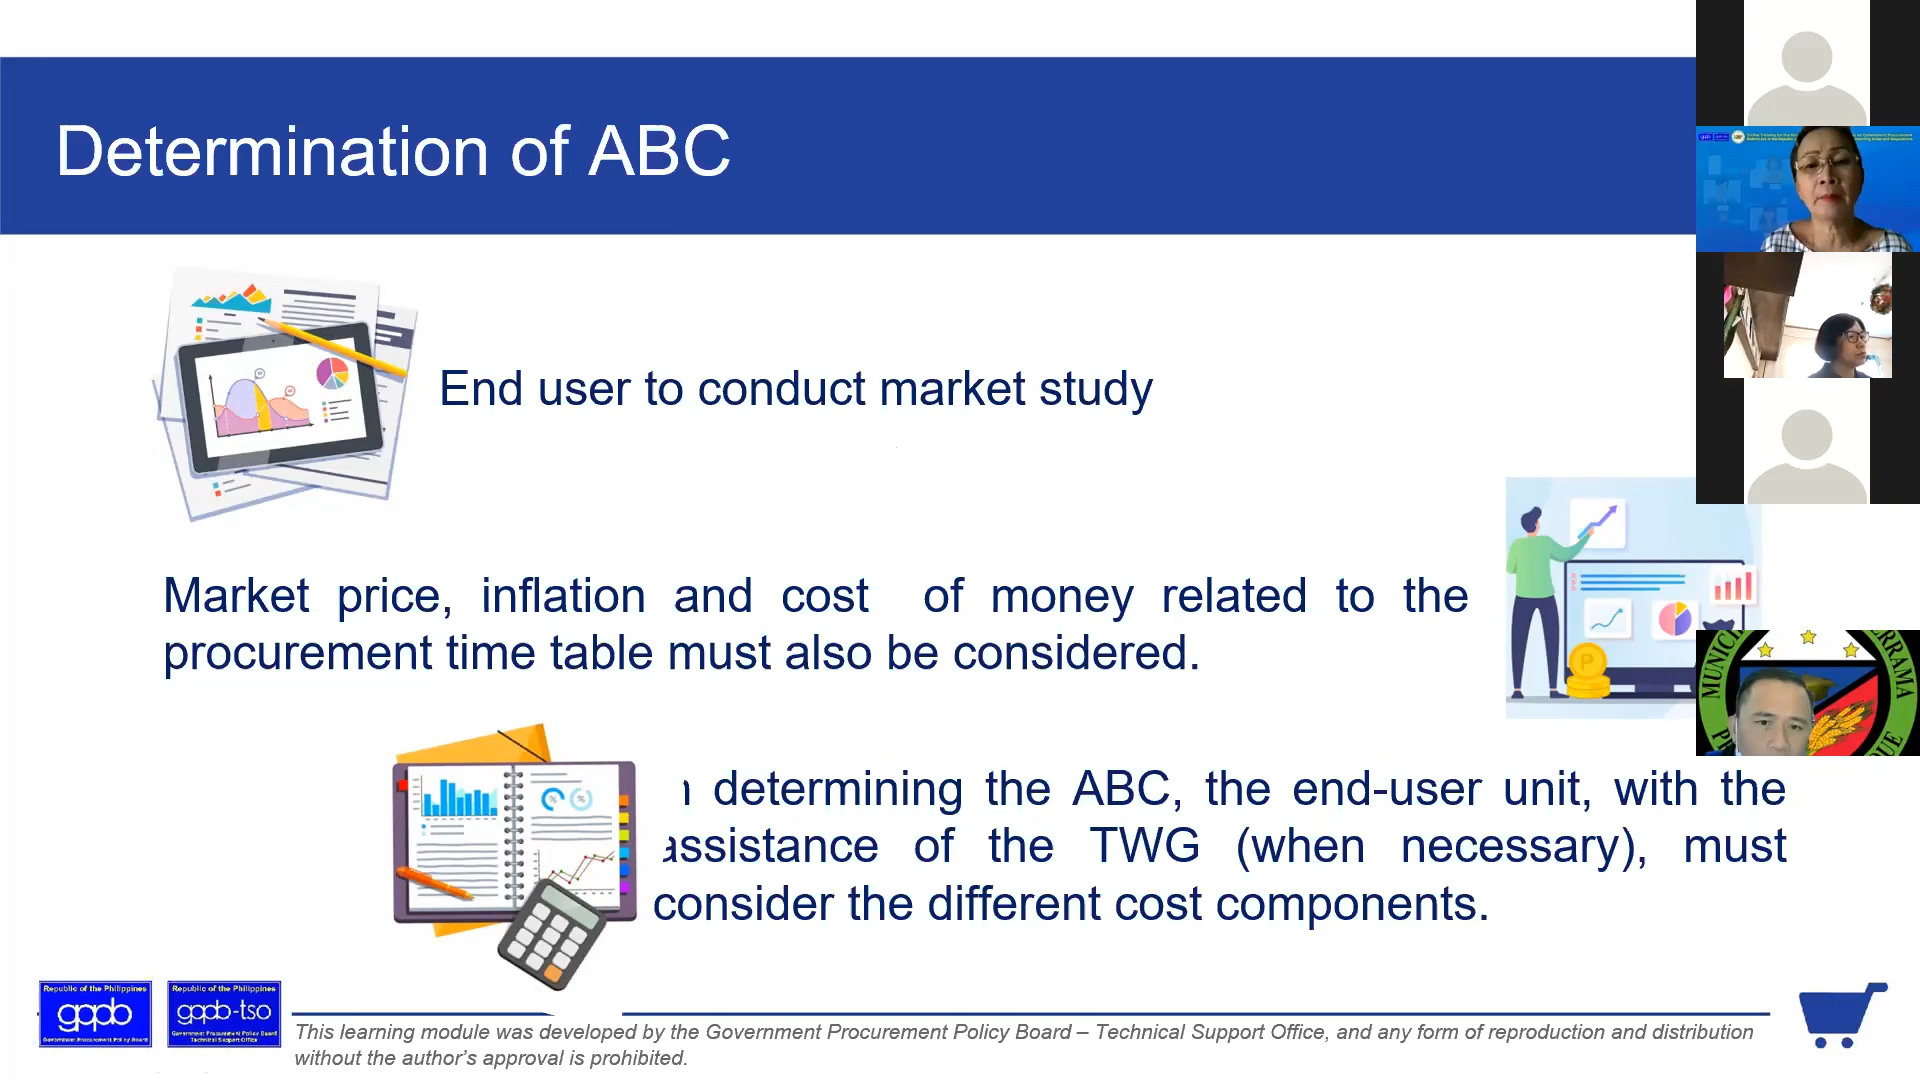 Determination of ABC
End user to conduct market study
Market price, inflation and cost of money related to the
procurement time table must also be considered.
determining the ABC, the end-user unit, with the
assistance of the TWG (when necessary), must
consider the different cost components.
Republic of the Philippines
gppb
Government Procurement Policy Board
Republic of the Philippines
gppb-tso
Government Procurement Policy Board
Technical Support Office
This learning module was developed by the Government Procurement Policy Board – Technical Support Office, and any form of reproduction and distribution
without the author's approval is prohibited.